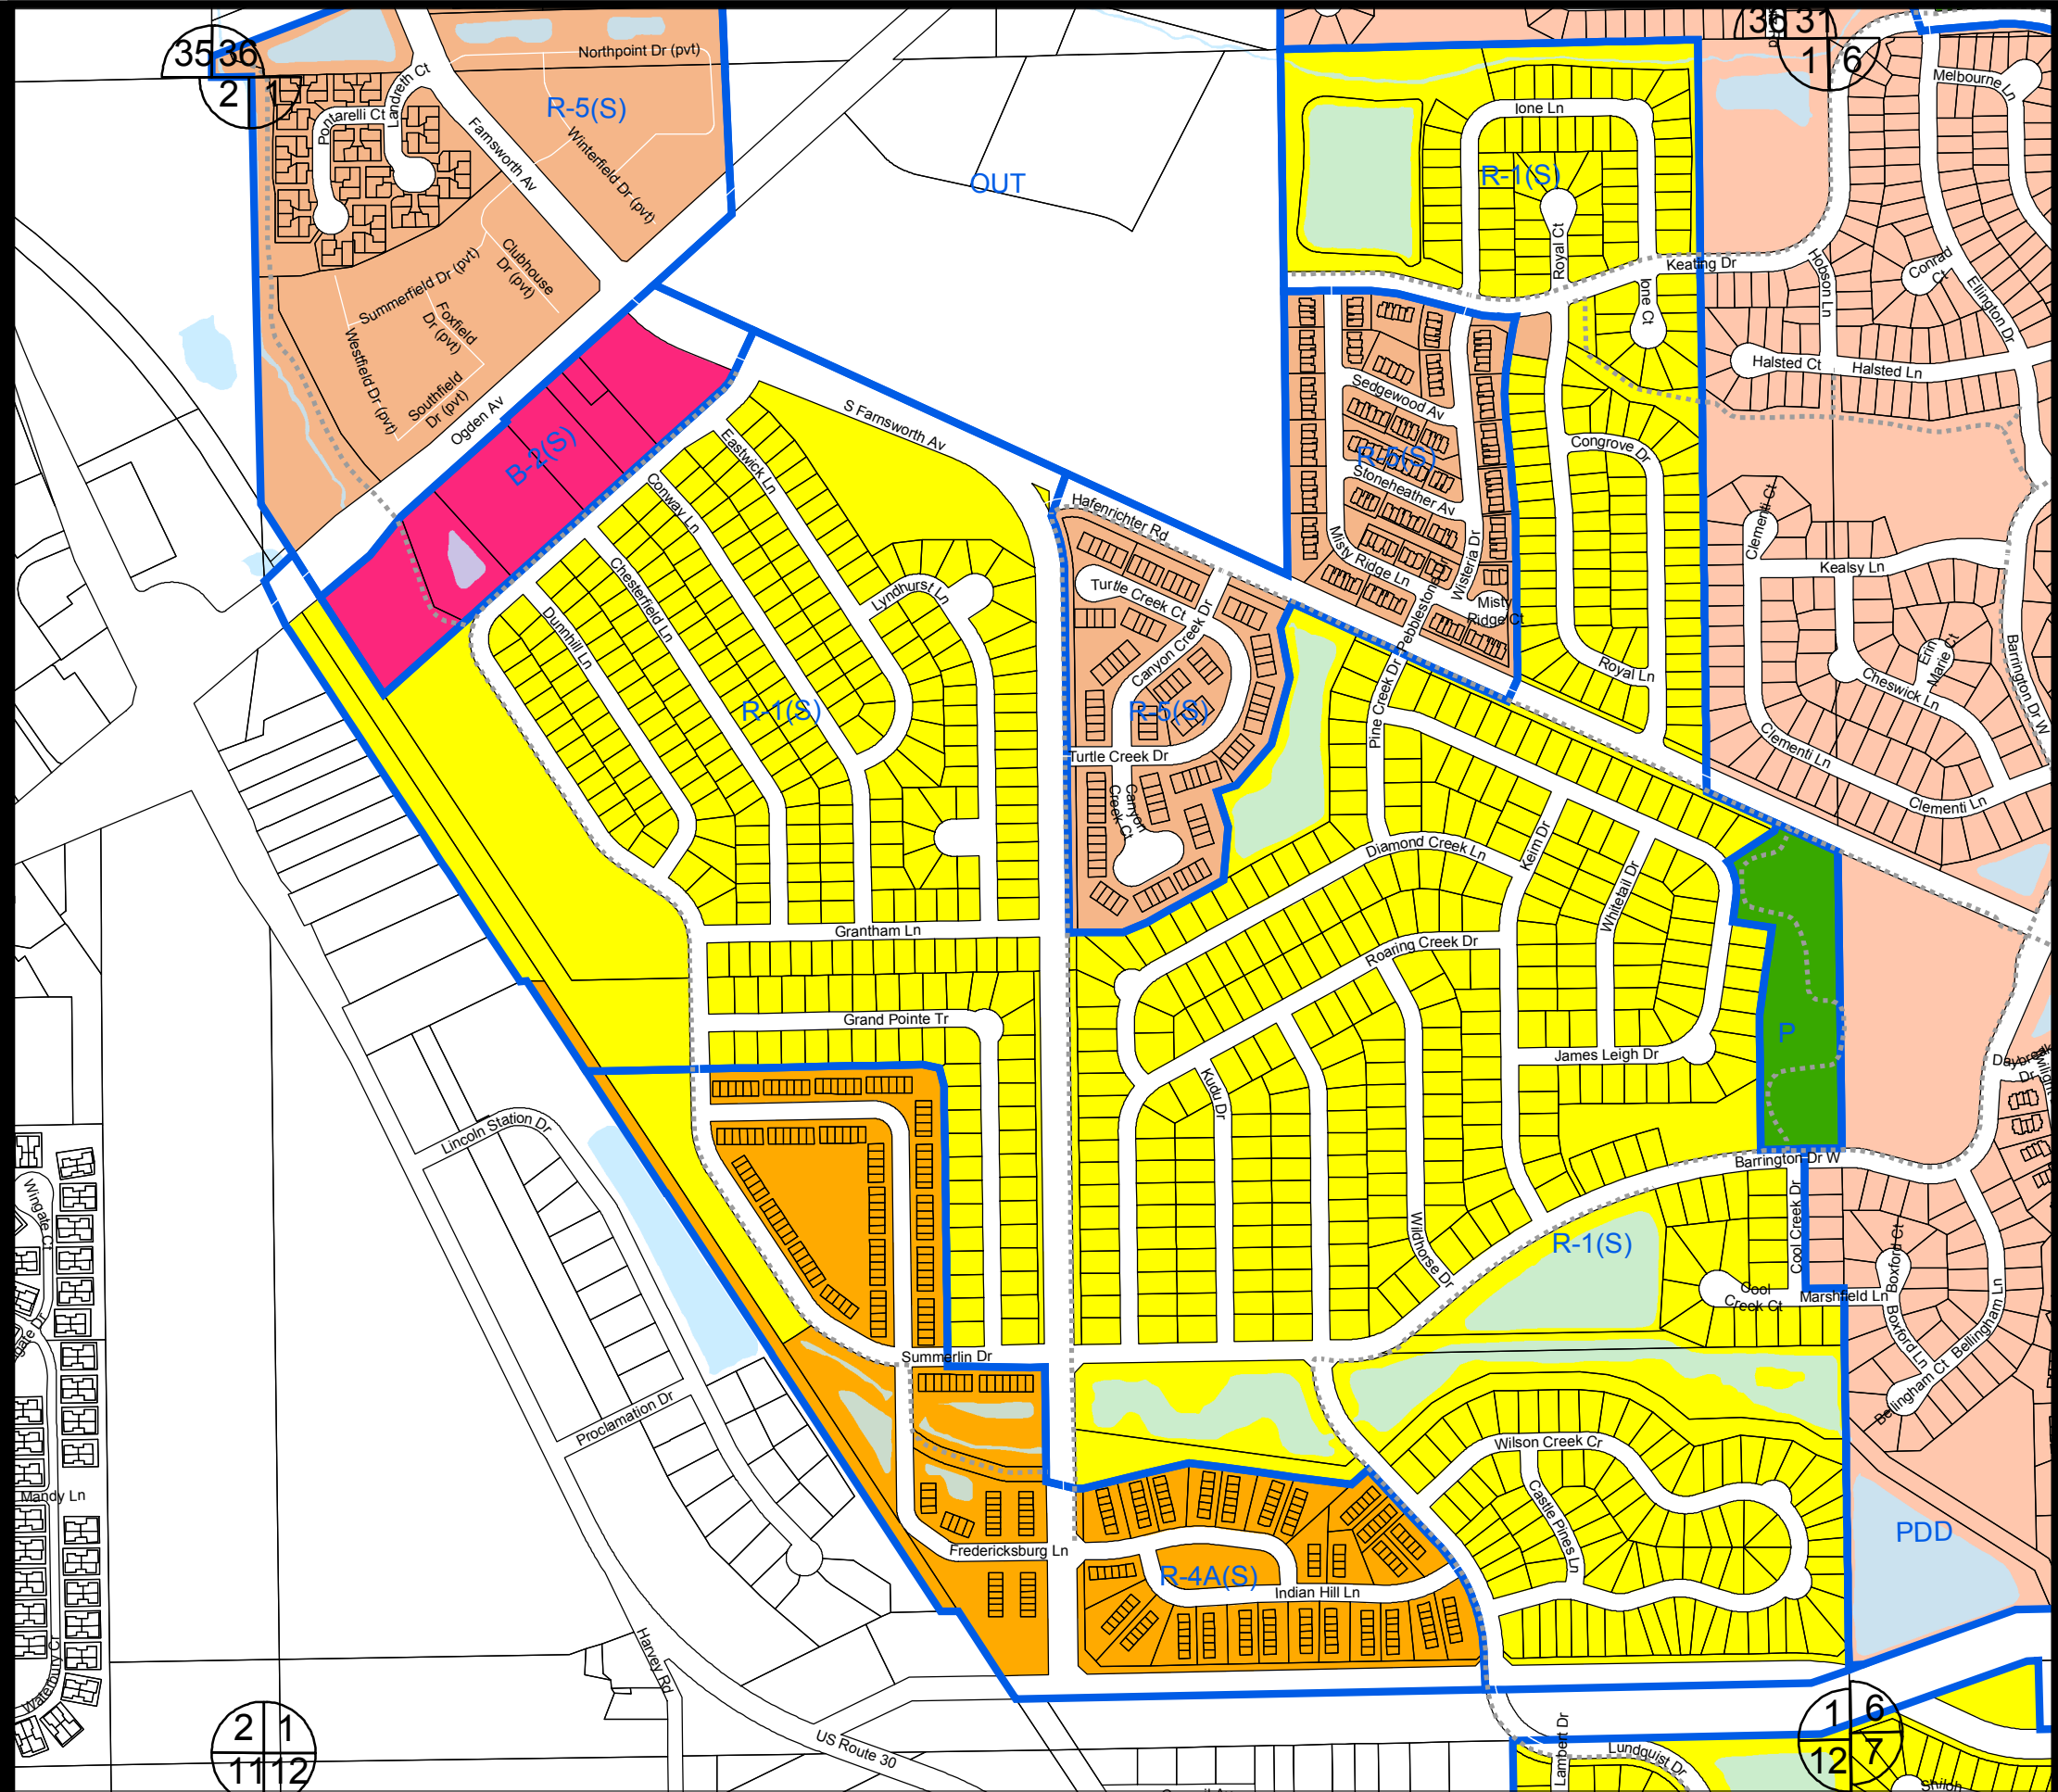 35 36
2 1
Northpoint Dr (pvt)
R-5(S)
Landreth Ct
Pontarelli Ct
Farnsworth Av
Winterfield Dr (pvt)
Clubhouse
Dr (pvt)
Summerfield Dr (pvt)
Foxfield
Dr (pvt)
Westfield Dr (pvt)
Southfield
Dr (pvt)
Ogden Av
B-2(S)
OUT
36 31
1 6
Melbourne Ln
Ione Ln
R-1(S)
Royal Ct
Ione Ct
Keating Dr
Hobson Ln
Conrad
Ct
Ellington Dr
Halsted Ct
Halsted Ln
Sedgewood Av
R-5(S)
Stoneheather Av
Congrove Dr
Misty Ridge Ln
Wisteria Dr
Pebblestone
Misty
Ridge Ct
Royal Ln
Clementi Ct
Kealsy Ln
Erin
Marie Ct
Cheswick Ln
Barrington Dr W
Clementi Ln
Clementi Ln
S Farnsworth Av
Hafenrichter Rd
Eastwick Ln
Conway Ln
Chesterfield Ln
Dunnhill Ln
Lyndhurst Ln
R-1(S)
Turtle Creek Ct
Canyon Creek Dr
R-5(S)
Turtle Creek Dr
Canyon
Creek Ct
Pine Creek Dr
Diamond Creek Ln
Keim Dr
Whitetail Dr
Roaring Creek Dr
Grantham Ln
Grand Pointe Tr
Kudu Dr
James Leigh Dr
P
Daybreak
Dr
Barrington Dr W
Wildhorse Dr
R-1(S)
Cool Creek Dr
Cool
Creek Ct
Marshfield Ln
Boxford Ct
Boxford Ln
Bellingham Ln
Bellingham Ct
Lincoln Station Dr
Summerlin Dr
Proclamation Dr
Wingate Ct
Mandy Ln
Waterbury Cr
Wilson Creek Cr
Castle Pines Ln
PDD
Fredericksburg Ln
R-4A(S)
Indian Hill Ln
Harvey Rd
US Route 30
2 1
11 12
Lambert Dr
Lundquist Dr
1 6
12 7
Shiloh